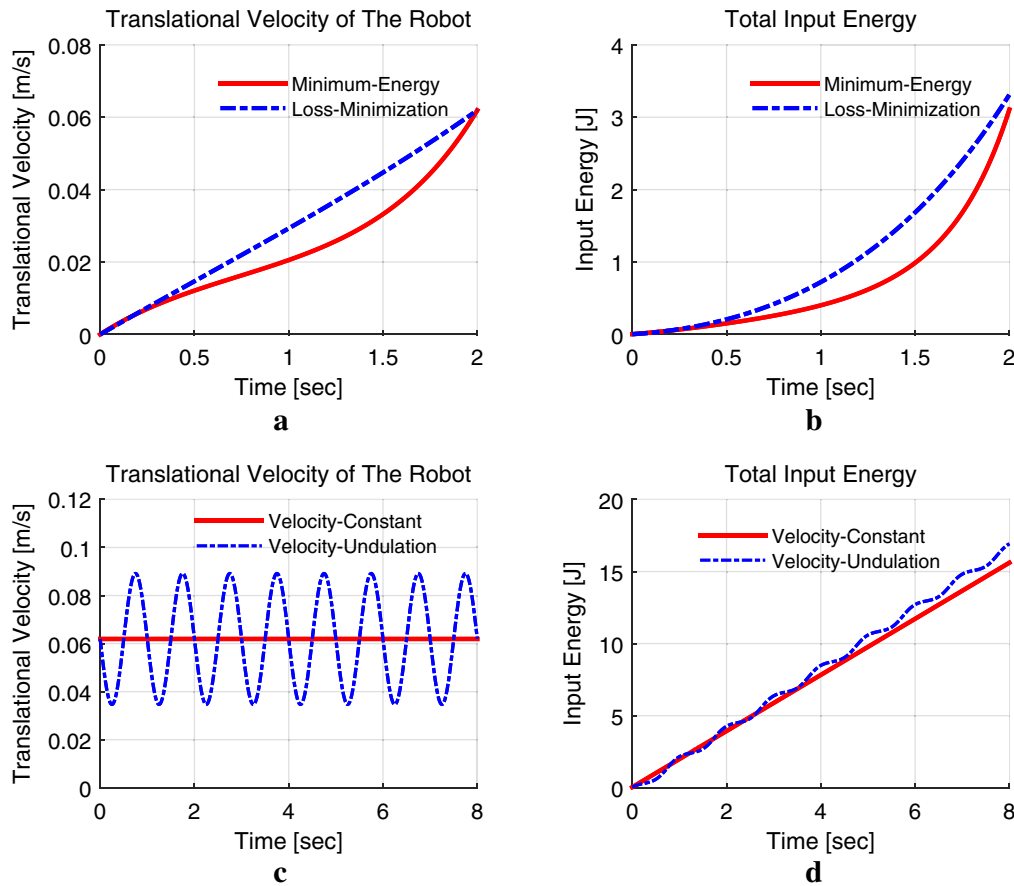 Translational Velocity of The Robot
Translational Velocity [m/s]
0.08
0.06
0.04
0.02
0
Minimum-Energy
Loss-Minimization
0 0.5 1 1.5 2
Time [sec]
a
Total Input Energy
Input Energy [J]
4
3
2
1
0
Minimum-Energy
Loss-Minimization
0 0.5 1 1.5 2
Time [sec]
b
Translational Velocity of The Robot
Translational Velocity [m/s]
0.12
0.1
0.08
0.06
0.04
0.02
0
Velocity-Constant
Velocity-Undulation
0 2 4 6 8
Time [sec]
c
Total Input Energy
Input Energy [J]
20
15
10
5
0
Velocity-Constant
Velocity-Undulation
0 2 4 6 8
Time [sec]
d